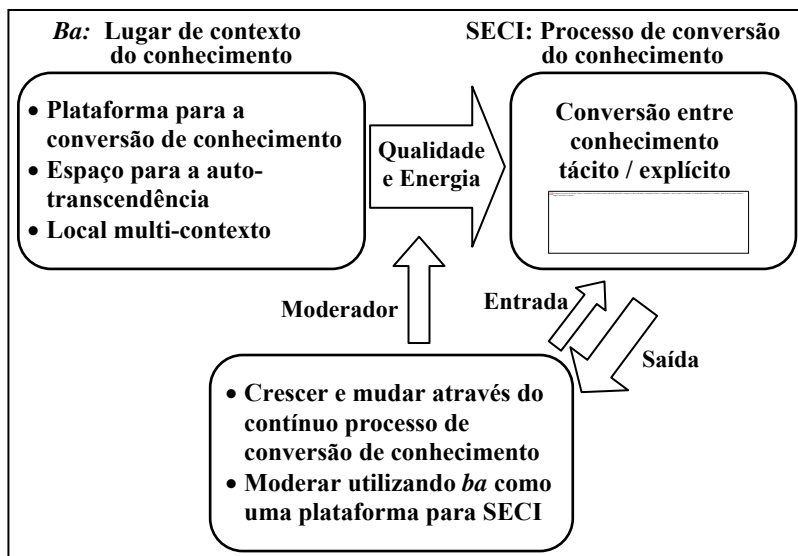 Ba: Lugar de contexto
do conhecimento
SECI: Processo de conversão
do conhecimento
• Plataforma para a
conversão de conhecimento
• Espaço para a auto-
transcendência
• Local multi-contexto
Qualidade
e Energia
Conversão entre
conhecimento
tácito / explícito
Moderador
Entrada
Saída
• Crescer e mudar através do
contínuo processo de
conversão de conhecimento
• Moderar utilizando ba como
uma plataforma para SECI